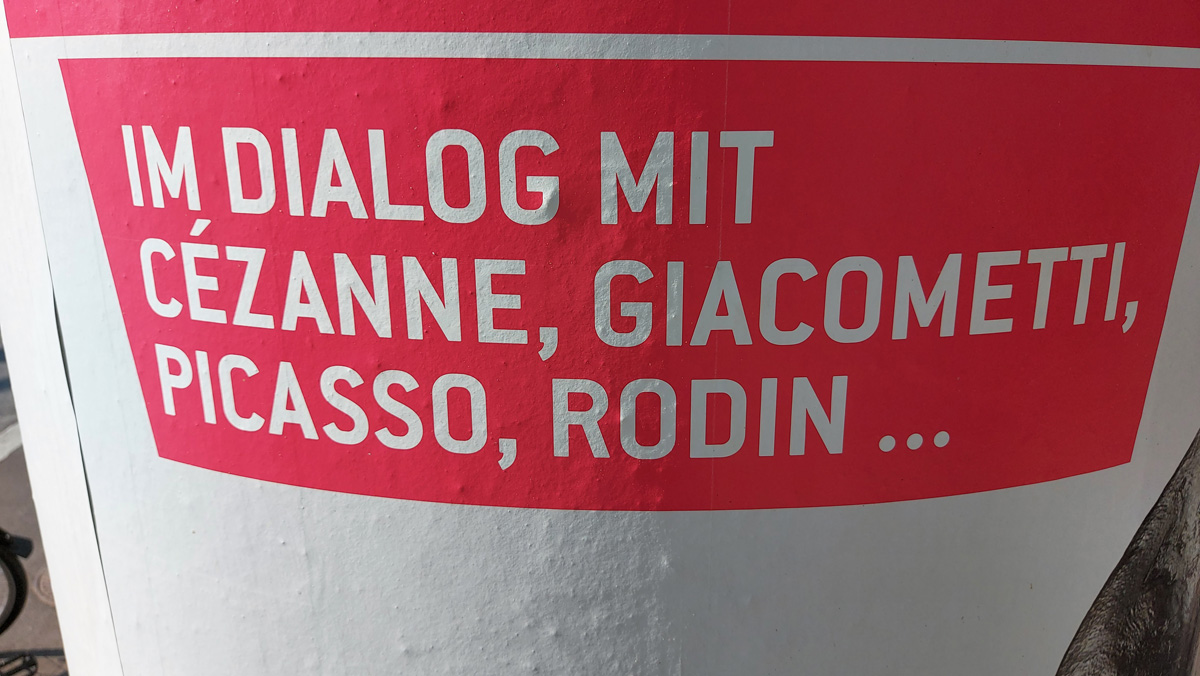 IM DIALOG MIT
CÉZANNE, GIACOMETTI,
PICASSO, RODIN ...